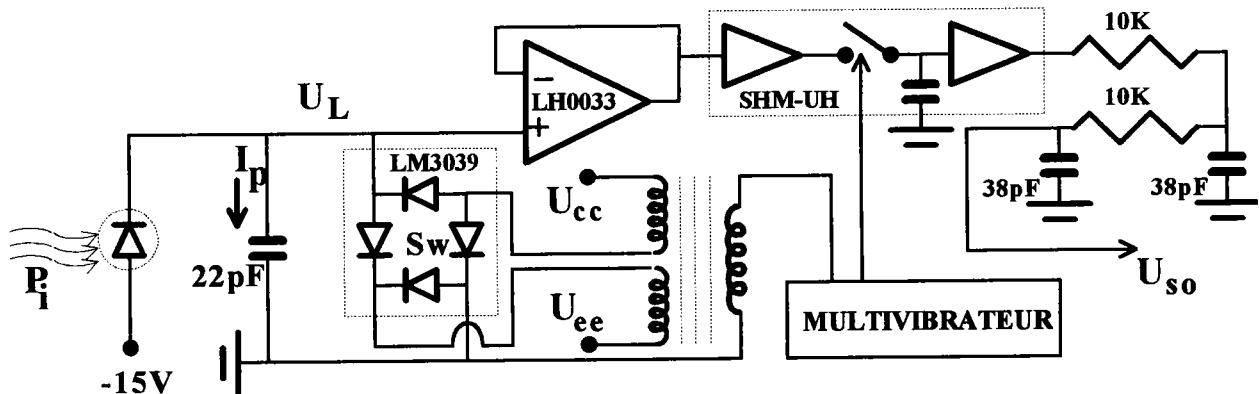 10K
LH0033
SHM-UH
U_L
10K
LM3039
I_p
U_cc
38pF
38pF
Sw
P_i
22pF
U_ee
U_so
MULTIVIBRATEUR
-15V